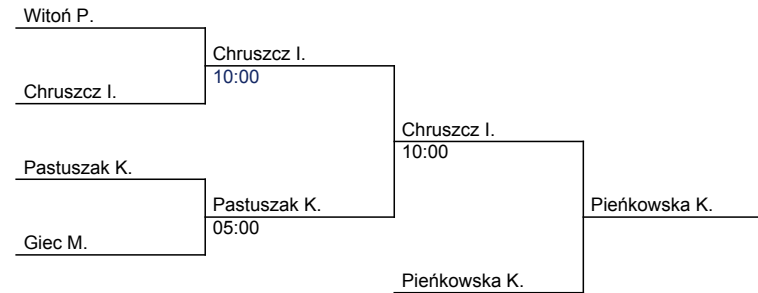 Witoń P.
Chruszcz I.
10:00
Chruszcz I.
Chruszcz I.
10:00
Pastuszak K.
Pastuszak K.
05:00
Pieńkowska K.
Giec M.
Pieńkowska K.